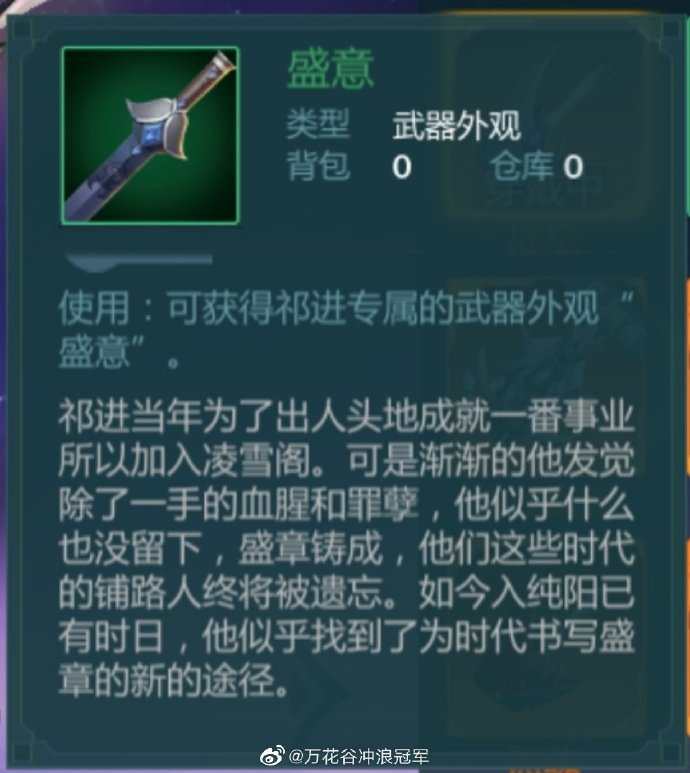 盛意
类型 武器外观
背包 0 仓库 0
使用：可获得祁进专属的武器外观“
盛意”。
祁进当年为了出人头地成就一番事业
所以加入凌雪阁。可是渐渐的他发觉
除了一手的血腥和罪孽，他似乎什么
也没留下，盛章铸成，他们这些时代
的铺路人终将被遗忘。如今入纯阳已
有时日，他似乎找到了为时代书写盛
章的新的途径。
@万花谷冲浪冠军